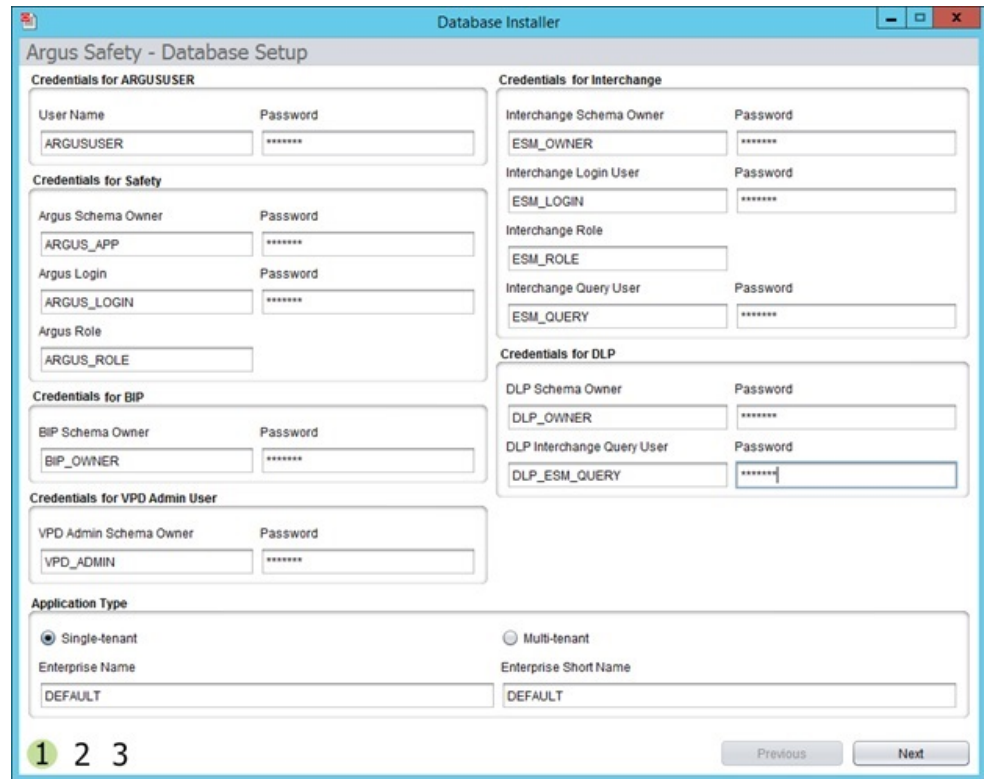 Database Installer
Argus Safety - Database Setup
Credentials for ARGUSUSER
User Name Password
ARGUSUSER *******
Credentials for Safety
Argus Schema Owner Password
ARGUS_APP *******
Argus Login Password
ARGUS_LOGIN *******
Argus Role
ARGUS_ROLE
Credentials for BIP
BIP Schema Owner Password
BIP_OWNER *******
Credentials for VPD Admin User
VPD Admin Schema Owner Password
VPD_ADMIN *******
Credentials for Interchange
Interchange Schema Owner Password
ESM_OWNER *******
Interchange Login User Password
ESM_LOGIN *******
Interchange Role
ESM_ROLE
Interchange Query User Password
ESM_QUERY *******
Credentials for DLP
DLP Schema Owner Password
DLP_OWNER *******
DLP Interchange Query User Password
DLP_ESM_QUERY *******
Application Type
Single-tenant Multi-tenant
Enterprise Name Enterprise Short Name
DEFAULT DEFAULT
1 2 3 Previous Next